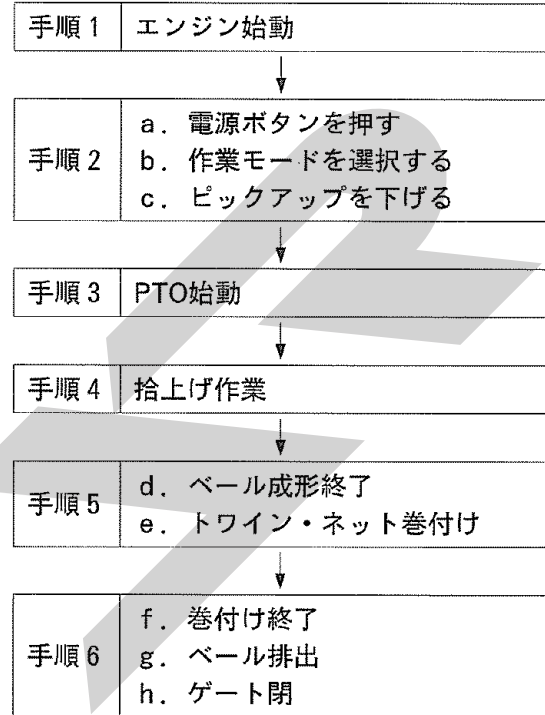 手順1 エンジン始動
a．電源ボタンを押す
手順2 b．作業モードを選択する
c．ピックアップを下げる
手順3 PTO始動
手順4 拾上げ作業
d．ベール成形終了
手順5
e．トワイン・ネット巻付け
f．巻付け終了
手順6 g．ベール排出
h．ゲート閉